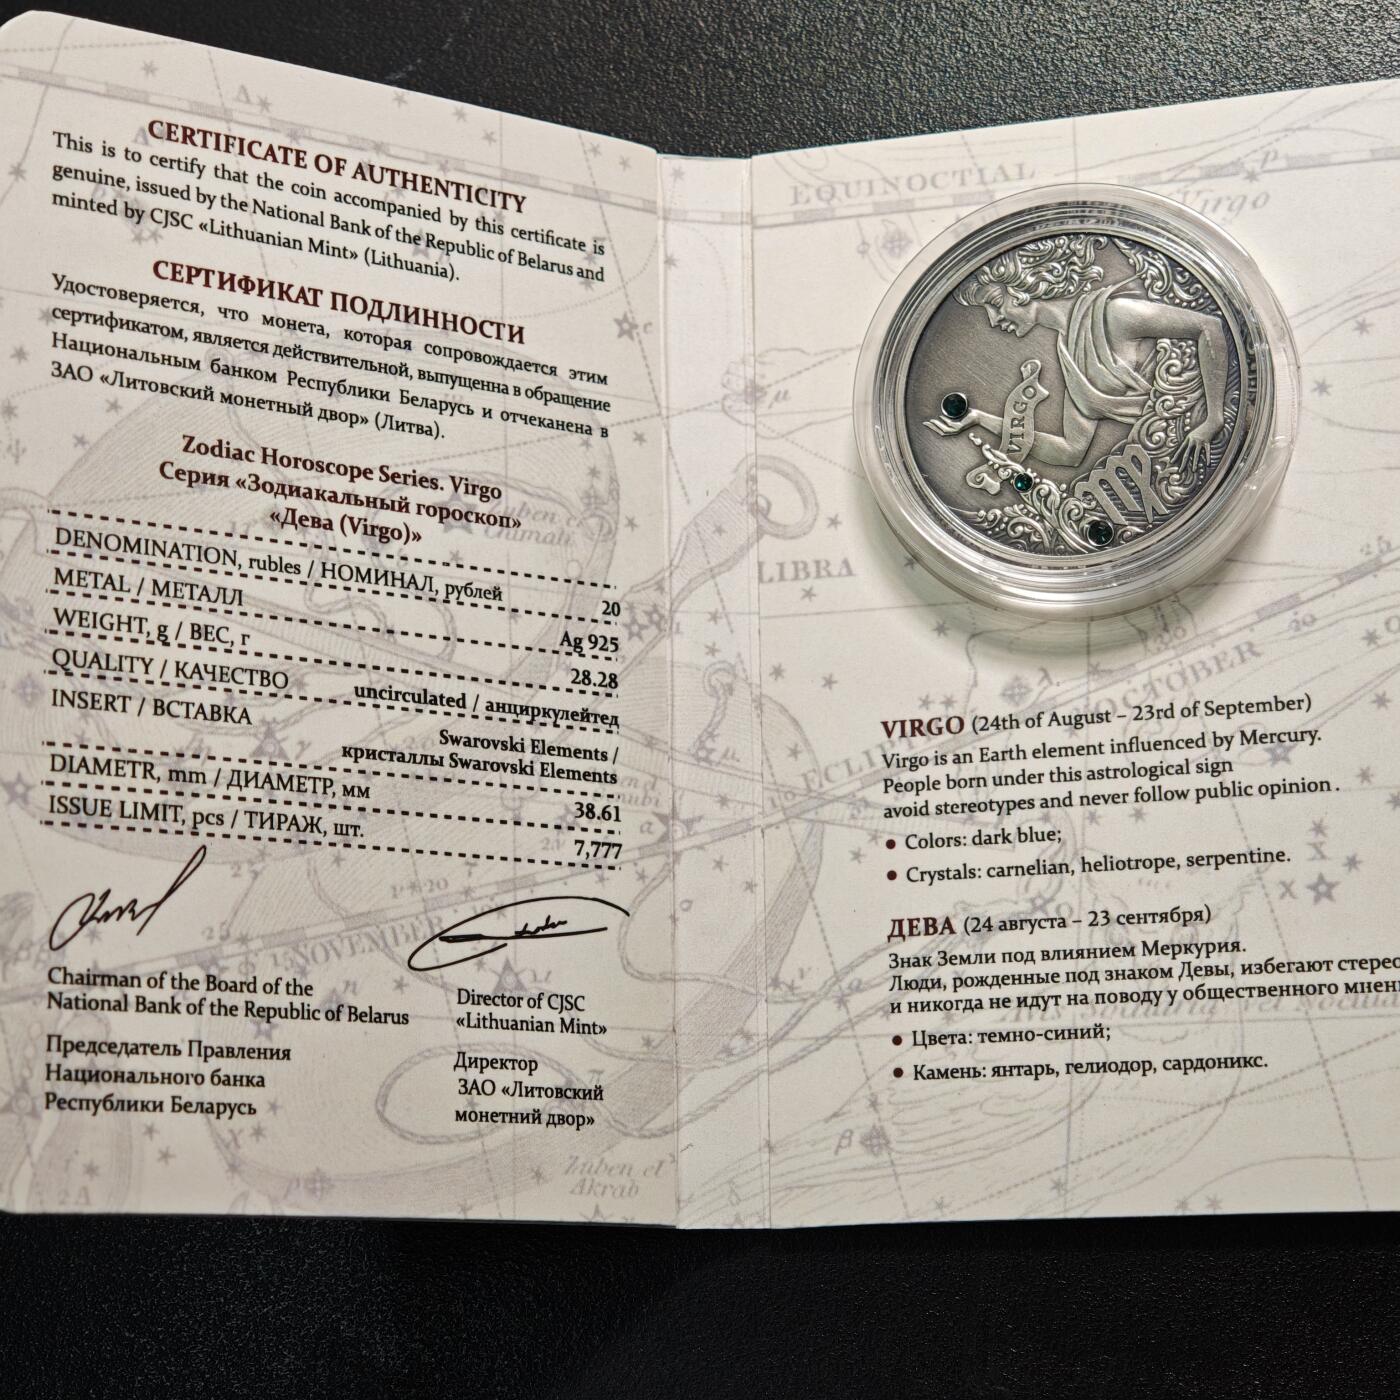 CERTIFICATE OF AUTHENTICITY
This is to certify that the coin accompanied by this certificate is
genuine, issued by the National Bank of the Republic of Belarus and
minted by CJSC «Lithuanian Mint» (Lithuania).
СЕРТИФИКАТ ПОДЛИННОСТИ
Удостоверяется, что монета, которая сопровождается этим
сертификатом, является действительной, выпущенна в обращение
Национальным банком Республики Беларусь и отчеканена в
ЗАО «Литовский монетный двор» (Литва).
Zodiac Horoscope Series. Virgo
Серия «Зодиакальный гороскоп»
«Дева (Virgo)»
DENOMINATION, rubles / НОМИНАЛ, рублей 20
METAL / МЕТАЛЛ Ag 925
WEIGHT, g / ВЕС, г 28.28
QUALITY / КАЧЕСТВО uncirculated / анциркулейтед
INSERT / ВСТАВКА Swarovski Elements /
кристаллы Swarovski Elements
DIAMETR, mm / ДИАМЕТР, мм 38.61
ISSUE LIMIT, pcs / ТИРАЖ, шт. 7,777
Chairman of the Board of the
National Bank of the Republic of Belarus
Председатель Правления
Национального банка
Республики Беларусь
Director of CJSC
«Lithuanian Mint»
Директор
ЗАО «Литовский
монетний двор»
NOVEMBER
Zuben el
Akrab
EQUINOCTIAL
Virgo
VIRGO
LIBRA
OCTOBER
VIRGO (24th of August – 23rd of September)
Virgo is an Earth element influenced by Mercury.
People born under this astrological sign
avoid stereotypes and never follow public opinion.
• Colors: dark blue;
• Crystals: carnelian, heliotrope, serpentine.
ДЕВА (24 августа – 23 сентября)
Знак Земли под влиянием Меркурия.
Люди, рожденные под знаком Девы, избегают стерео
и никогда не идут на поводу у общественного мнен
• Цвета: темно-синий;
• Камень: янтарь, гелиодор, сардоникс.